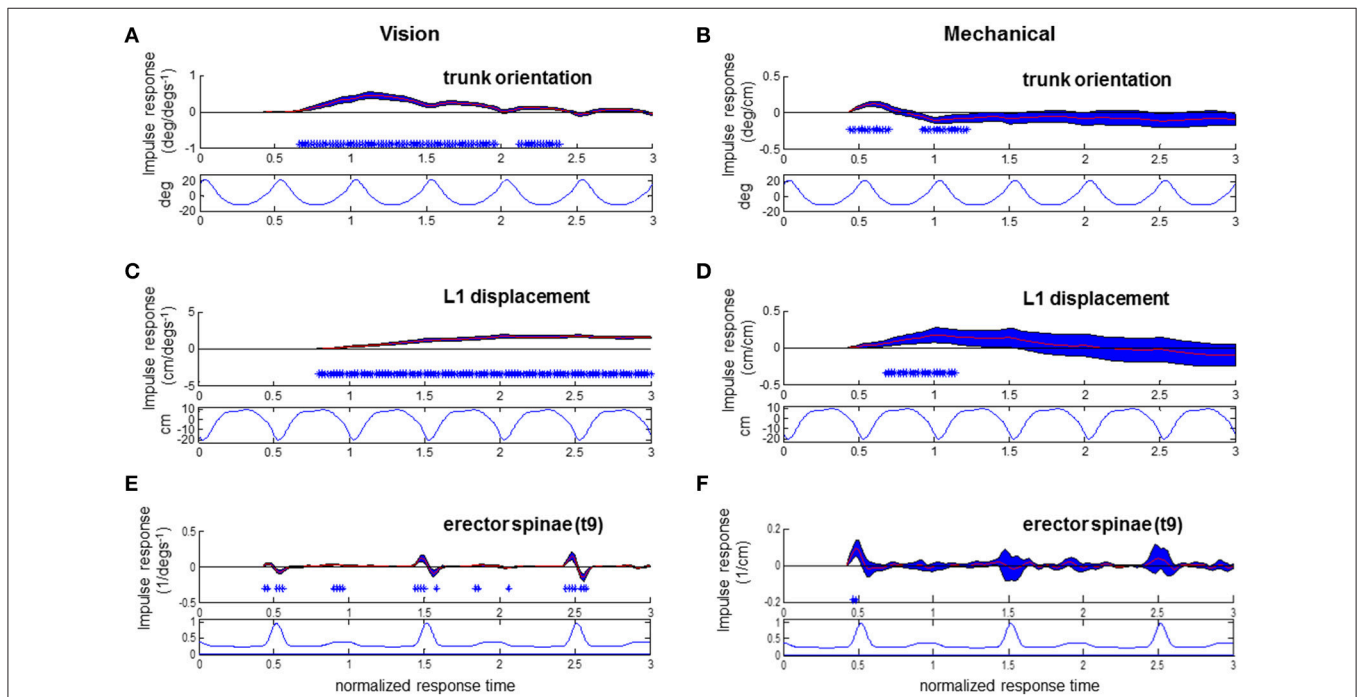 Vision
Mechanical
A
trunk orientation
Impulse response
(deg/degs-1)
1
0
-1
0 0.5 1 1.5 2 2.5 3
deg
20
0
-20
0 0.5 1 1.5 2 2.5 3
B
trunk orientation
Impulse response
(deg/cm)
0.5
0
-0.5
0 0.5 1 1.5 2 2.5 3
deg
20
0
-20
0 0.5 1 1.5 2 2.5 3
C
L1 displacement
Impulse response
(cm/degs-1)
5
0
-5
0 0.5 1 1.5 2 2.5 3
cm
10
0
-10
-20
0 0.5 1 1.5 2 2.5 3
D
L1 displacement
Impulse response
(cm/cm)
0.5
0
-0.5
0 0.5 1 1.5 2 2.5 3
cm
10
0
-10
-20
0 0.5 1 1.5 2 2.5 3
E
erector spinae (t9)
Impulse response
(1/degs-1)
0.5
0
-0.5
0 0.5 1 1.5 2 2.5 3
1
0.5
0
0 0.5 1 1.5 2 2.5 3
normalized response time
F
erector spinae (t9)
Impulse response
(1/cm)
0.2
0
-0.2
0 0.5 1 1.5 2 2.5 3
1
0.5
0
0 0.5 1 1.5 2 2.5 3
normalized response time